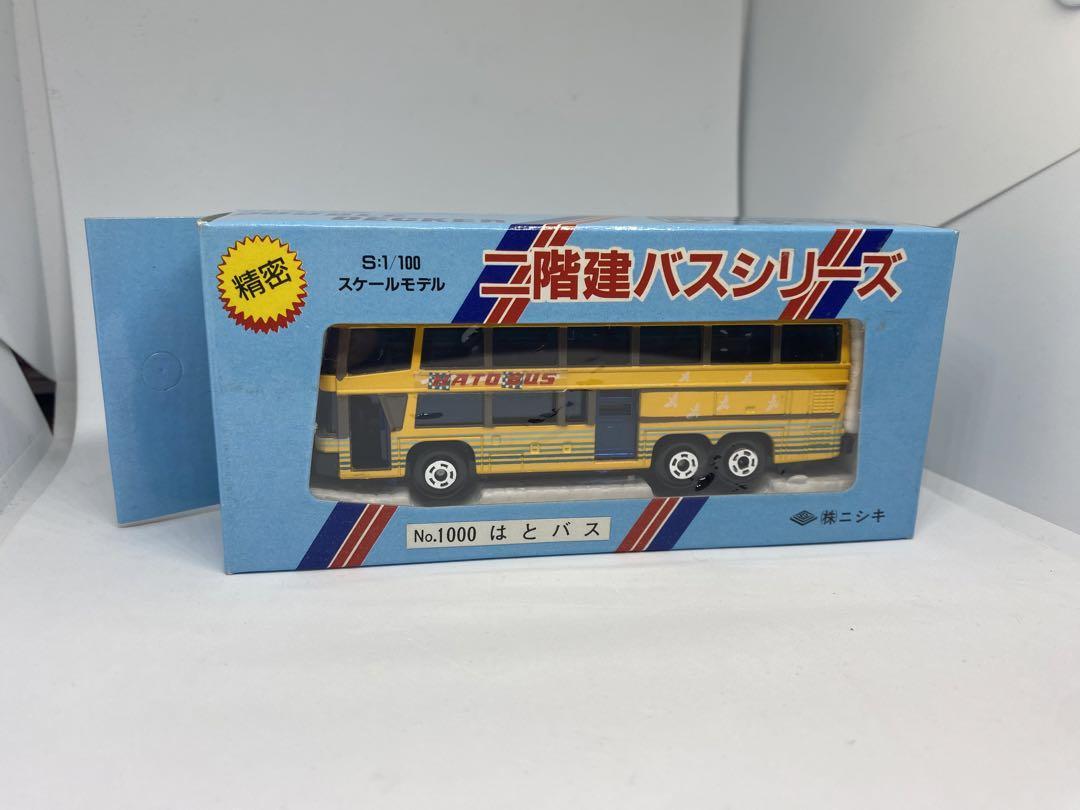 DECKER
精密
S:1/100
スケールモデル
二階建バスシリーズ
HATO BUS
No.1000 はとバス
㈱ニシキ